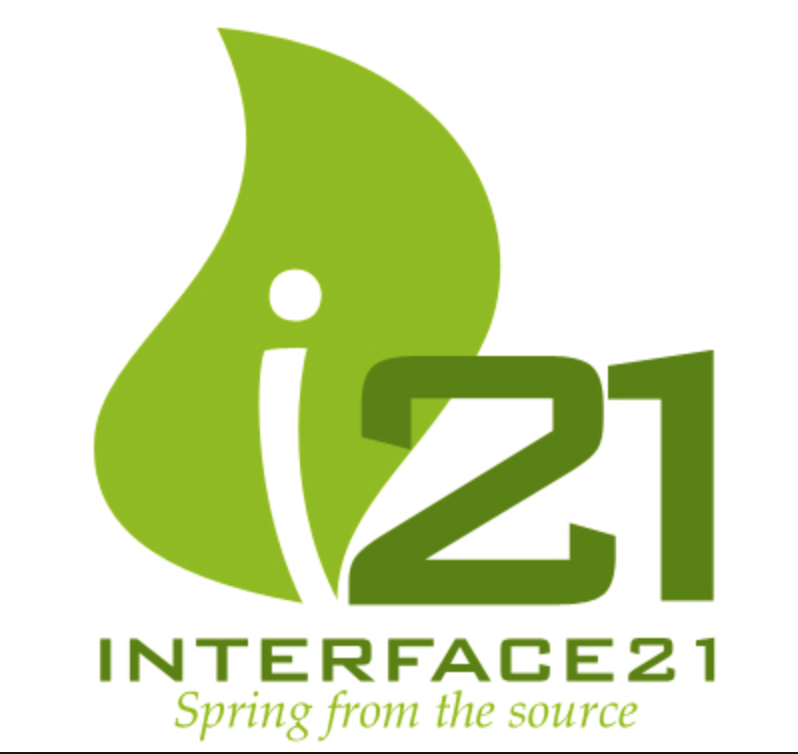 i21
INTERFACE21
Spring from the source